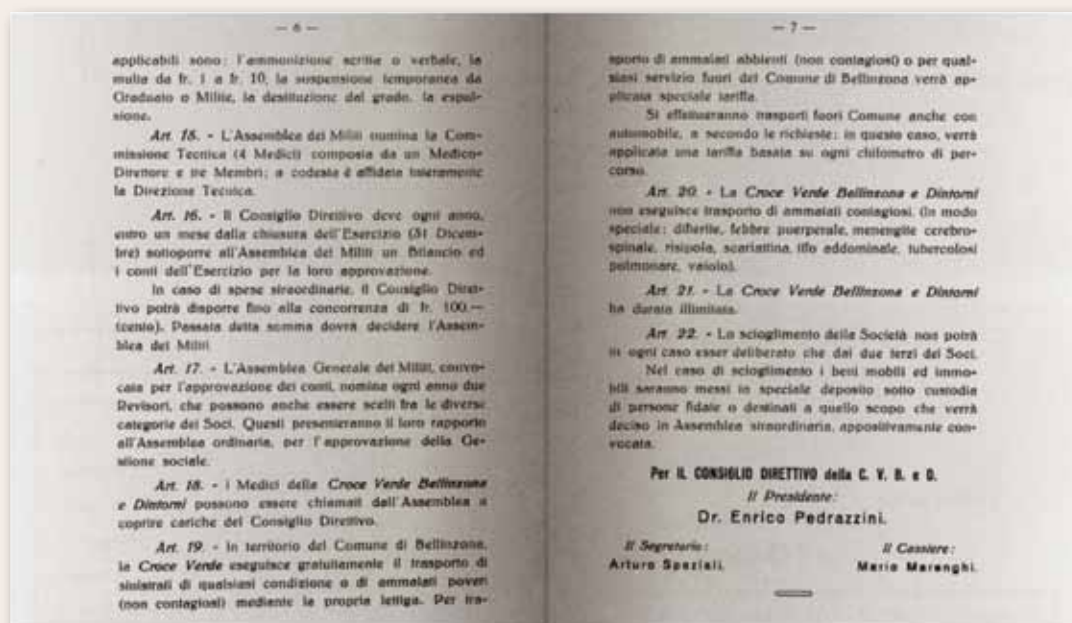 — 6 —
applicabili sono: l'ammonizione scritta o verbale, la
multa da fr. 1 a fr. 10, la suspensione temporanea da
Graduato o Milite, la destituzione dal grado, la espul-
sione.
Art. 15. - L'Assemblea dei Militi nomina la Com-
missione Tecnica (4 Medici) composta da un Medico-
Direttore e tre Membri; a codesta è affidata interamente
la Direzione Tecnica.
Art. 16. - Il Consiglio Direttivo deve ogni anno,
entro un mese dalla chiusura dell'Esercizio (31 Dicem-
bre) sottoporre all'Assemblea dei Militi un Bilancio ed
i conti dell'Esercizio per la loro approvazione.
In caso di spese straordinarie, il Consiglio Diret-
tivo potrà disporre fino alla concorrenza di fr. 100.—
(cento). Passata detta somma dovrà decidere l'Assem-
blea dei Militi
Art. 17. - L'Assemblea Generale dei Militi, convo-
cata per l'approvazione dei conti, nomina ogni anno due
Revisori, che possono anche essere scelti fra le diverse
categorie dei Soci. Questi presenteranno il loro rapporto
all'Assemblea ordinaria, per l'approvazione della Ge-
stione sociale.
Art. 18. - i Medici della Croce Verde Bellinzona
e Dintorni possono essere chiamati dall'Assemblea a
coprire cariche del Consiglio Direttivo.
Art. 19. - In territorio del Comune di Bellinzona,
la Croce Verde eseguisce gratuitamente il trasporto di
sinistrati di qualsiasi condizione o di ammalati poveri
(non contagiosi) mediante la propria lettiga. Per tra-
— 7 —
sporto di ammalati abbienti (non contagiosi) o per qual-
siasi servizio fuori del Comune di Bellinzona verrà ap-
plicata speciale tariffa.
Si effettueranno trasporti fuori Comune anche con
automobile, a secondo le richieste; in questo caso, verrà
applicata una tariffa basata su ogni chilometro di per-
corso.
Art. 20. - La Croce Verde Bellinzona e Dintorni
non eseguisce trasporto di ammalati contagiosi. (In modo
speciale: difterite, febbre puerperale, menengite cerebro-
spinale, risipola, scarlattina, tifo addominale, tubercolosi
polmonare, vaiolo).
Art. 21. - La Croce Verde Bellinzona e Dintorni
ha durata illimitata.
Art. 22. - Lo scioglimento della Società non potrà
in ogni caso esser deliberato che dai due terzi dei Soci.
Nel caso di scioglimento i beni mobili ed immo-
bili saranno messi in speciale deposito sotto custodia
di persone fidate o destinati a quello scopo che verrà
deciso in Assemblea straordinaria, appositivamente con-
vocata.
Per IL CONSIGLIO DIRETTIVO della C. V. B. e D.
Il Presidente:
Dr. Enrico Pedrazzini.
Il Segretario: Il Cassiere:
Arturo Spaziali. Mario Marenghi.